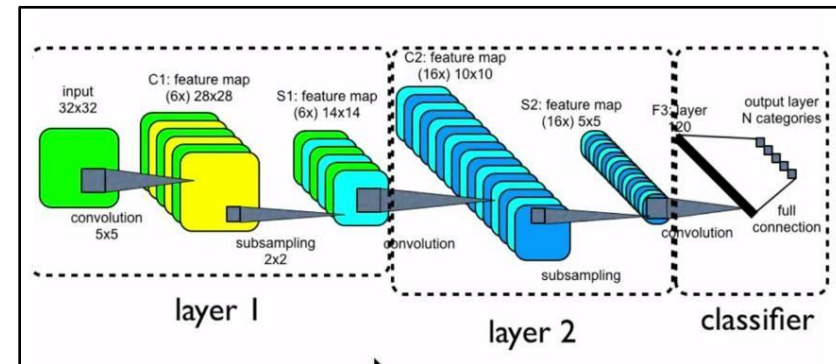 input
32x32
C1: feature map
(6x) 28x28
S1: feature map
(6x) 14x14
convolution
5x5
subsampling
2x2
convolution
C2: feature map
(16x) 10x10
S2: feature map
(16x) 5x5
subsampling
convolution
F3: layer
120
output layer
N categories
full
connection
layer 1
layer 2
classifier